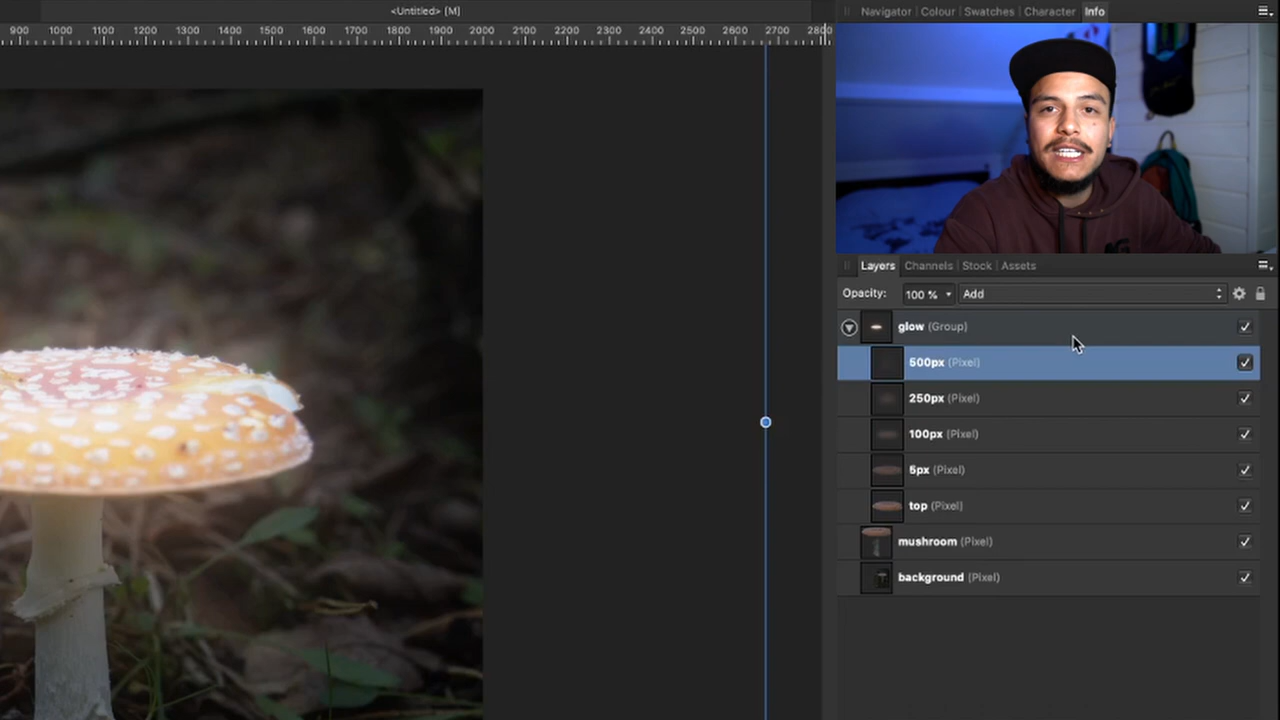 <Untitled> [M]
Navigator Colour Swatches Character Info
900 1000 1100 1200 1300 1400 1500 1600 1700 1800 1900 2000 2100 2200 2300 2400 2500 2600 2700 2800
Layers Channels Stock Assets
Opacity: 100 % Add
glow (Group)
500px (Pixel)
250px (Pixel)
100px (Pixel)
5px (Pixel)
top (Pixel)
mushroom (Pixel)
background (Pixel)